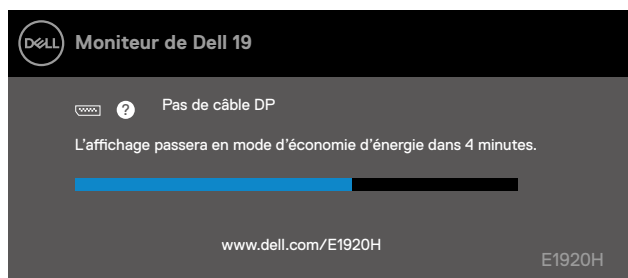 DELL Moniteur de Dell 19
? Pas de câble DP
L'affichage passera en mode d'économie d'énergie dans 4 minutes.
www.dell.com/E1920H
E1920H